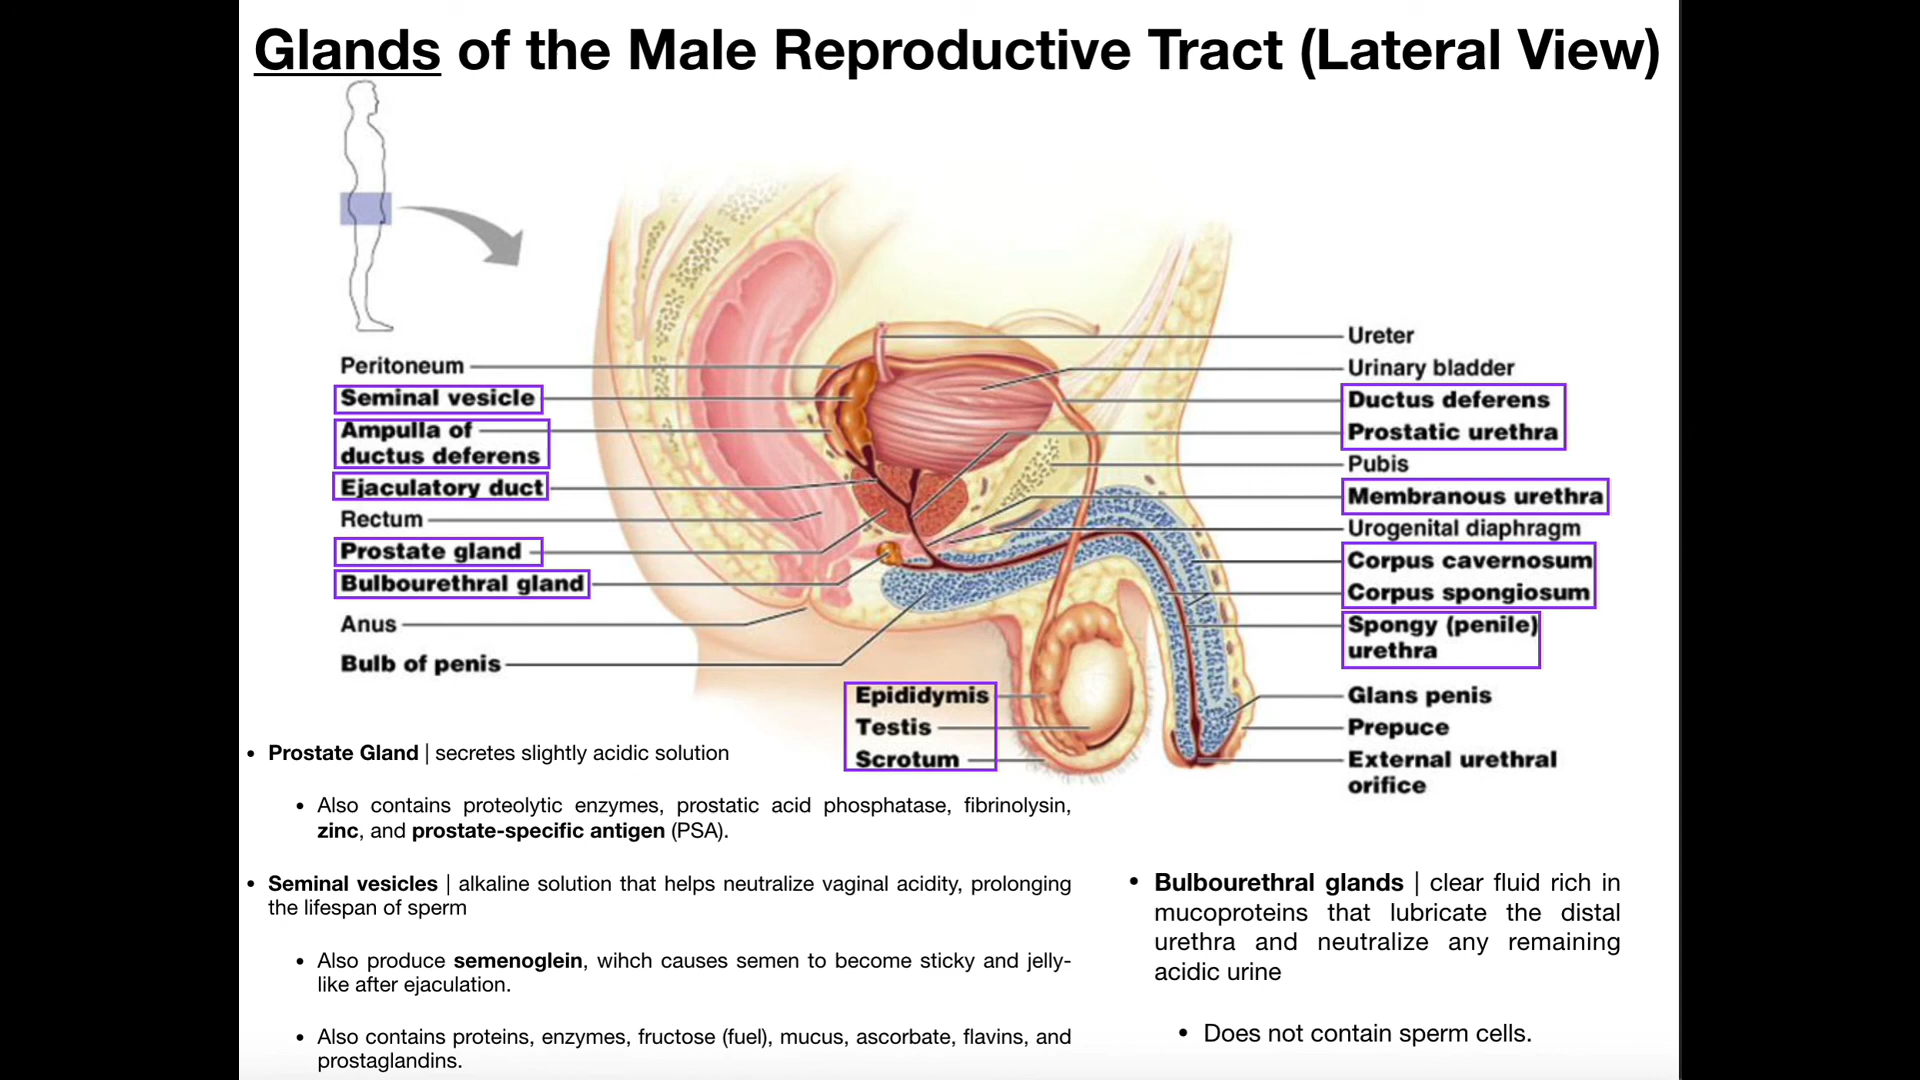 Glands of the Male Reproductive Tract (Lateral View)
Peritoneum
Seminal vesicle
Ampulla of
ductus deferens
Ejaculatory duct
Rectum
Prostate gland
Bulbourethral gland
Anus
Bulb of penis
Epididymis
Testis
Scrotum
Ureter
Urinary bladder
Ductus deferens
Prostatic urethra
Pubis
Membranous urethra
Urogenital diaphragm
Corpus cavernosum
Corpus spongiosum
Spongy (penile)
urethra
Glans penis
Prepuce
External urethral
orifice
• Prostate Gland | secretes slightly acidic solution
• Also contains proteolytic enzymes, prostatic acid phosphatase, fibrinolysin,
zinc, and prostate-specific antigen (PSA).
• Seminal vesicles | alkaline solution that helps neutralize vaginal acidity, prolonging
the lifespan of sperm
• Also produce semenoglein, wihch causes semen to become sticky and jelly-
like after ejaculation.
• Also contains proteins, enzymes, fructose (fuel), mucus, ascorbate, flavins, and
prostaglandins.
• Bulbourethral glands | clear fluid rich in
mucoproteins that lubricate the distal
urethra and neutralize any remaining
acidic urine
• Does not contain sperm cells.